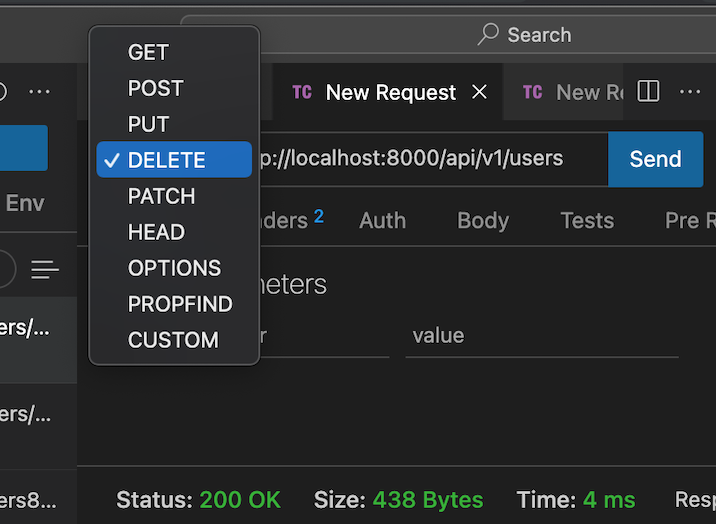 Search
GET
POST
PUT
DELETE
PATCH
HEAD
OPTIONS
PROPFIND
CUSTOM
TC New Request
TC New Re
p://localhost:8000/api/v1/users
Send
Env
ders 2
Auth
Body
Tests
Pre R
neters
r
value
ers/...
ers/...
ers8...
Status: 200 OK
Size: 438 Bytes
Time: 4 ms
Resp